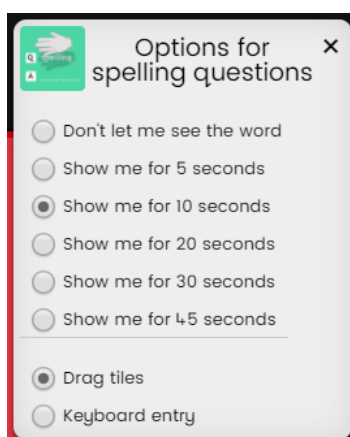 Options for
spelling questions
×
Q spelling
A
Don't let me see the word
Show me for 5 seconds
Show me for 10 seconds
Show me for 20 seconds
Show me for 30 seconds
Show me for 45 seconds
Drag tiles
Keyboard entry